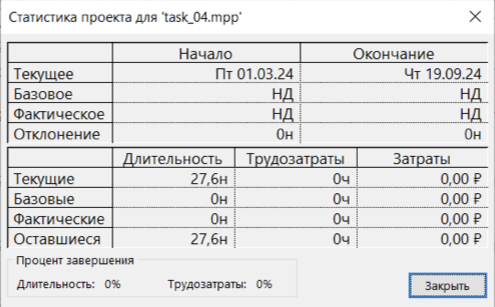 Статистика проекта для 'task_04.mpp'
Начало Окончание
Текущее Пт 01.03.24 Чт 19.09.24
Базовое НД НД
Фактическое НД НД
Отклонение 0н 0н
Длительность Трудозатраты Затраты
Текущие 27,6н 0ч 0,00 ₽
Базовые 0н 0ч 0,00 ₽
Фактические 0н 0ч 0,00 ₽
Оставшиеся 27,6н 0ч 0,00 ₽
Процент завершения
Длительность: 0% Трудозатраты: 0%
Закрыть